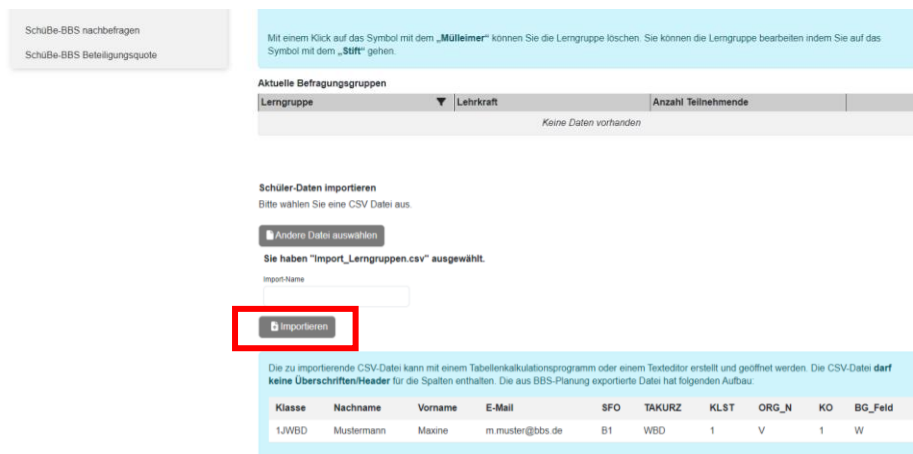 SchüBe-BBS nachbefragen
SchüBe-BBS Beteiligungsquote
Mit einem Klick auf das Symbol mit dem „Mülleimer“ können Sie die Lerngruppe löschen. Sie können die Lerngruppe bearbeiten indem Sie auf das
Symbol mit dem „Stift“ gehen.
Aktuelle Befragungsgruppen
Lerngruppe Lehrkraft Anzahl Teilnehmende
Keine Daten vorhanden
Schüler-Daten importieren
Bitte wählen Sie eine CSV Datei aus.
Andere Datei auswählen
Sie haben "Import_Lerngruppen.csv" ausgewählt.
Import-Name
Importieren
Die zu importierende CSV-Datei kann mit einem Tabellenkalkulationsprogramm oder einem Texteditor erstellt und geöffnet werden. Die CSV-Datei darf
keine Überschriften/Header für die Spalten enthalten. Die aus BBS-Planung exportierte Datei hat folgenden Aufbau:
Klasse Nachname Vorname E-Mail SFO TAKURZ KLST ORG_N KO BG_Feld
1JWBD Mustermann Maxine m.muster@bbs.de B1 WBD 1 V 1 W